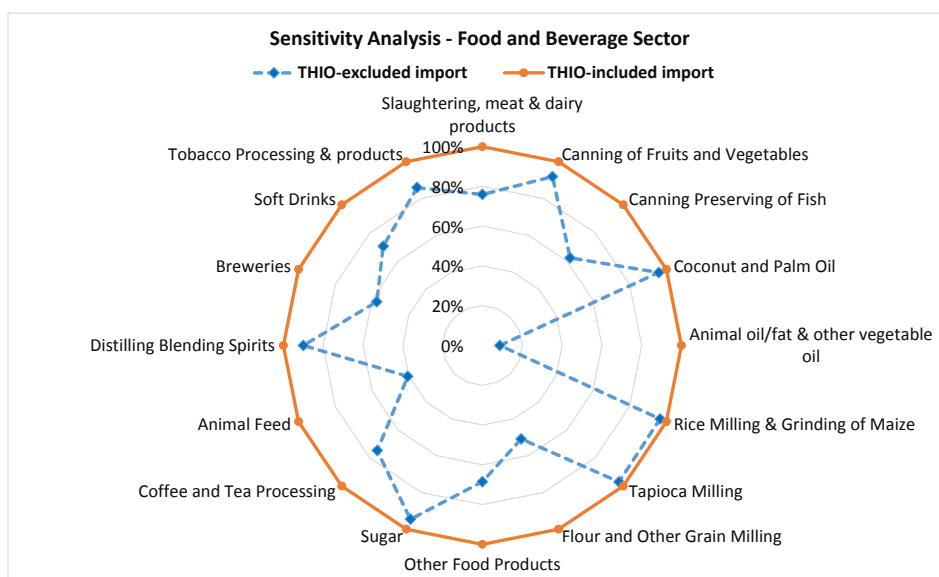 Sensitivity Analysis - Food and Beverage Sector
THIO-excluded import
THIO-included import
Slaughtering, meat & dairy
products
100%
80%
60%
40%
20%
0%
Canning of Fruits and Vegetables
Canning Preserving of Fish
Coconut and Palm Oil
Animal oil/fat & other vegetable
oil
Rice Milling & Grinding of Maize
Tapioca Milling
Flour and Other Grain Milling
Other Food Products
Sugar
Coffee and Tea Processing
Animal Feed
Distilling Blending Spirits
Breweries
Soft Drinks
Tobacco Processing & products